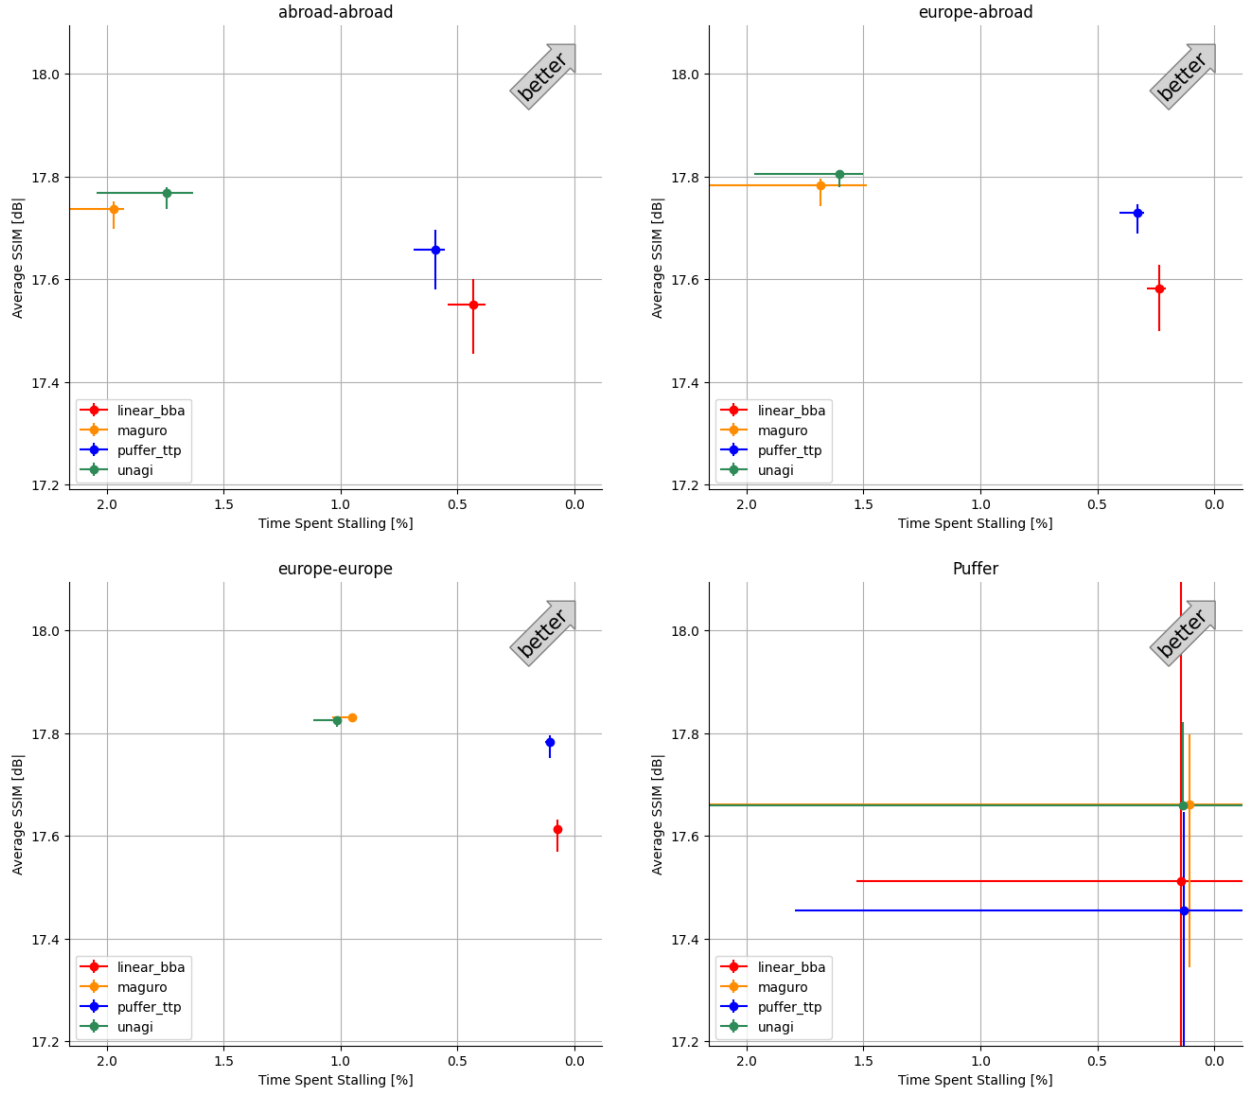 abroad-abroad
better
18.0
17.8
17.6
17.4
17.2
Average SSIM [dB|
linear_bba
maguro
puffer_ttp
unagi
2.0 1.5 1.0 0.5 0.0
Time Spent Stalling [%]
europe-abroad
better
18.0
17.8
17.6
17.4
17.2
Average SSIM [dB|
linear_bba
maguro
puffer_ttp
unagi
2.0 1.5 1.0 0.5 0.0
Time Spent Stalling [%]
europe-europe
better
18.0
17.8
17.6
17.4
17.2
Average SSIM [dB|
linear_bba
maguro
puffer_ttp
unagi
2.0 1.5 1.0 0.5 0.0
Time Spent Stalling [%]
Puffer
better
18.0
17.8
17.6
17.4
17.2
Average SSIM [dB|
linear_bba
maguro
puffer_ttp
unagi
2.0 1.5 1.0 0.5 0.0
Time Spent Stalling [%]